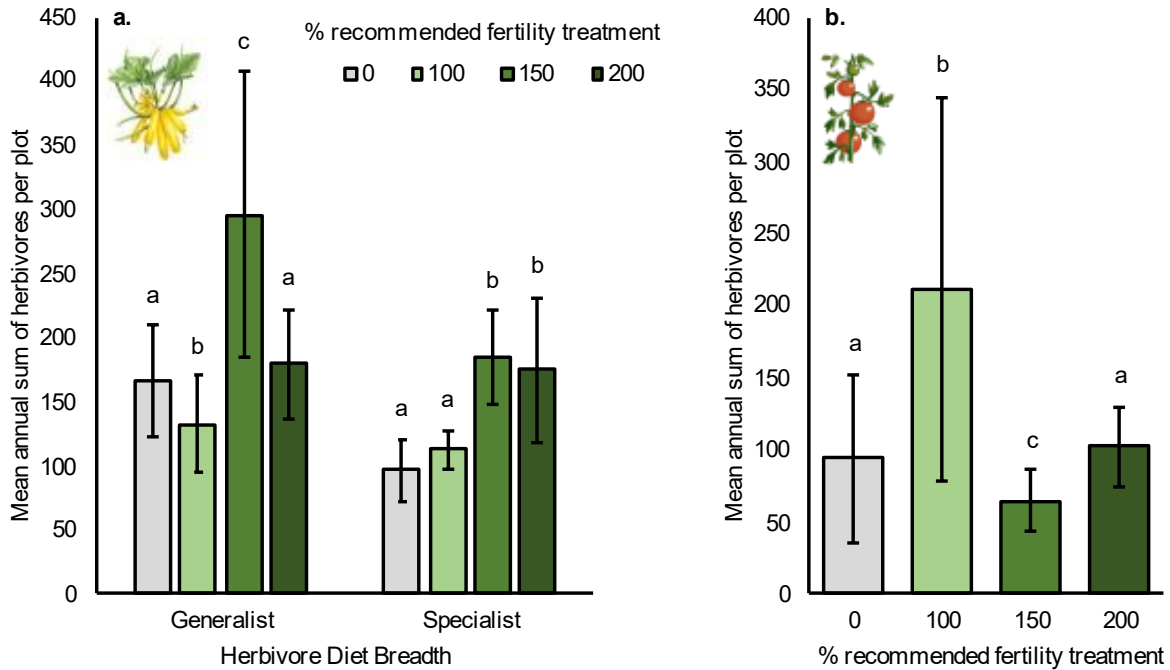 a.
% recommended fertility treatment
0 100 150 200
Mean annual sum of herbivores per plot
450
400
350
300
250
200
150
100
50
0
a
b
c
a
a
a
b
b
Generalist Specialist
Herbivore Diet Breadth
b.
Mean annual sum of herbivores per plot
400
350
300
250
200
150
100
50
0
a
b
c
a
0 100 150 200
% recommended fertility treatment